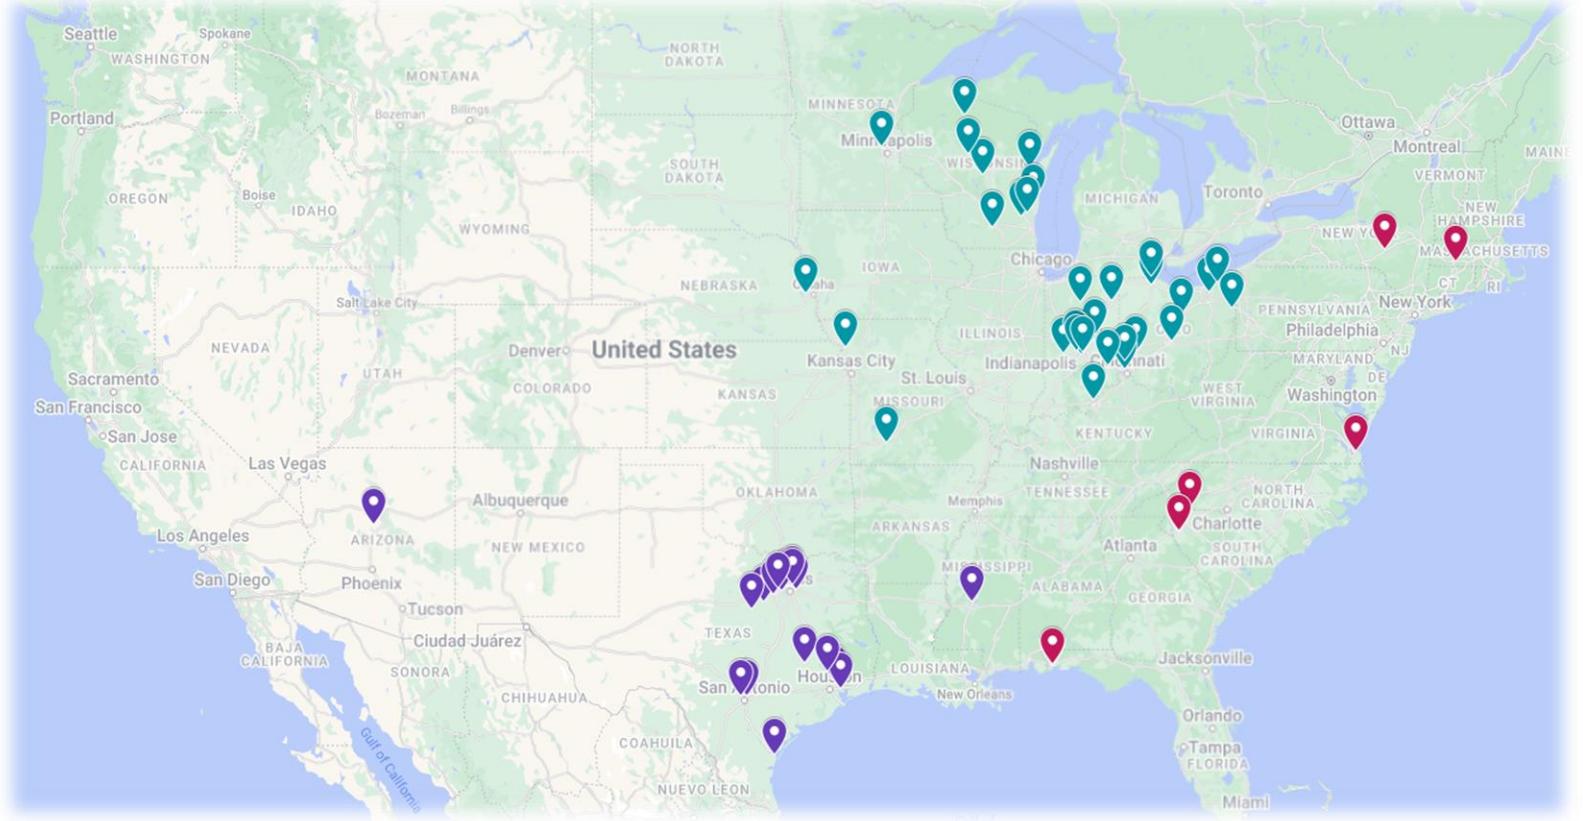 Seattle
Spokane
WASHINGTON
MONTANA
NORTH
DAKOTA
Portland
Bozeman
Billings
MINNESOTA
Minneapolis
WISCONSIN
Ottawa
Montreal
MAINE
VERMONT
OREGON
Boise
IDAHO
SOUTH
DAKOTA
MICHIGAN
Toronto
NEW
HAMPSHIRE
WYOMING
NEW YO
MASSACHUSETTS
Chicago
IOWA
NEBRASKA
Omaha
CT
RI
Salt Lake City
New York
PENNSYLVANIA
Philadelphia
NJ
NEVADA
Denver
United States
ILLINOIS
Indianapolis
Cincinnati
Kansas City
MARYLAND
DE
UTAH
COLORADO
KANSAS
St. Louis
MISSOURI
WEST
VIRGINIA
Washington
Sacramento
San Francisco
San Jose
CALIFORNIA
KENTUCKY
VIRGINIA
Las Vegas
Albuquerque
OKLAHOMA
Nashville
TENNESSEE
NORTH
CAROLINA
Memphis
ARKANSAS
Charlotte
Los Angeles
ARIZONA
NEW MEXICO
Atlanta
SOUTH
CAROLINA
San Diego
Phoenix
MISSISSIPPI
ALABAMA
GEORGIA
Tucson
Ciudad Juárez
TEXAS
BAJA
CALIFORNIA
SONORA
CHIHUAHUA
San Antonio
Houston
LOUISIANA
New Orleans
Jacksonville
Gulf of California
COAHUILA
NUEVO LEON
Orlando
Tampa
FLORIDA
Miami